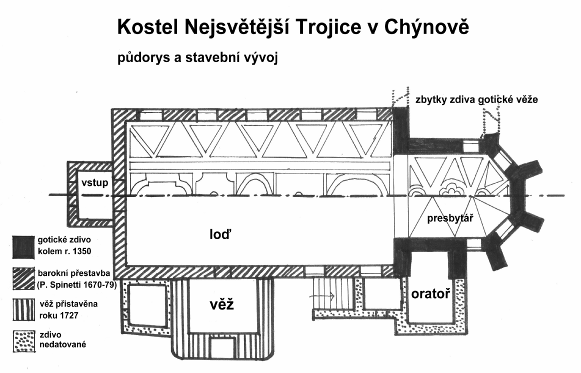 Kostel Nejsvětější Trojice v Chýnově
půdorys a stavební vývoj
zbytky zdiva gotické věže
vstup
presbytář
loď
gotické zdivo
kolem r. 1350
barokní přestavba
(P. Spinetti 1670-79)
věž přistavěna
roku 1727
zdivo
nedatované
věž
oratoř